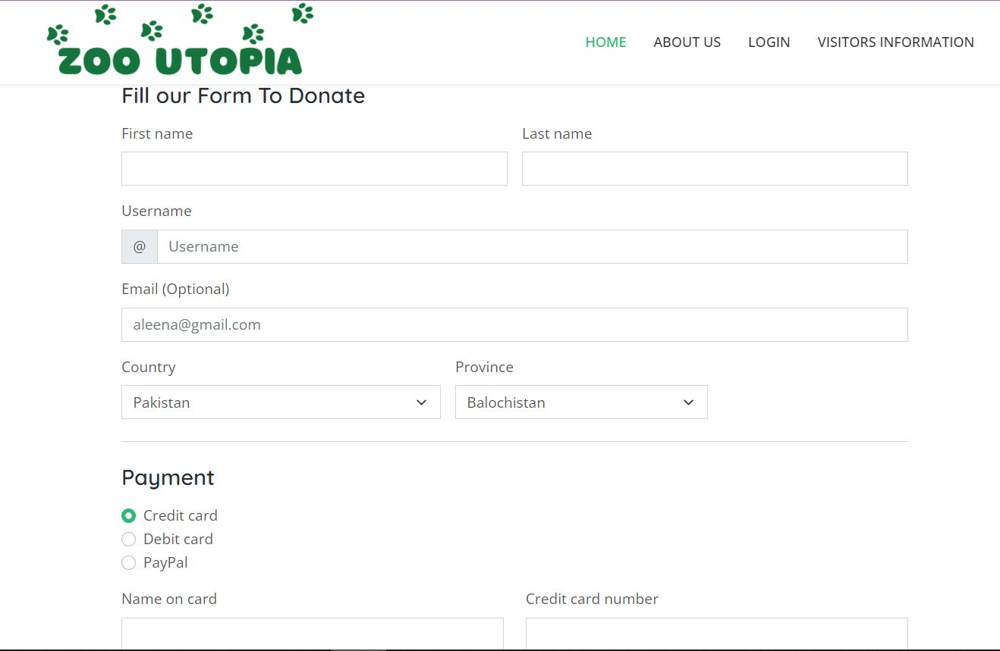 ZOO UTOPIA
HOME ABOUT US LOGIN VISITORS INFORMATION
Fill our Form To Donate
First name Last name
Username
@ Username
Email (Optional)
aleena@gmail.com
Country Province
Pakistan Balochistan
Payment
Credit card
Debit card
PayPal
Name on card Credit card number